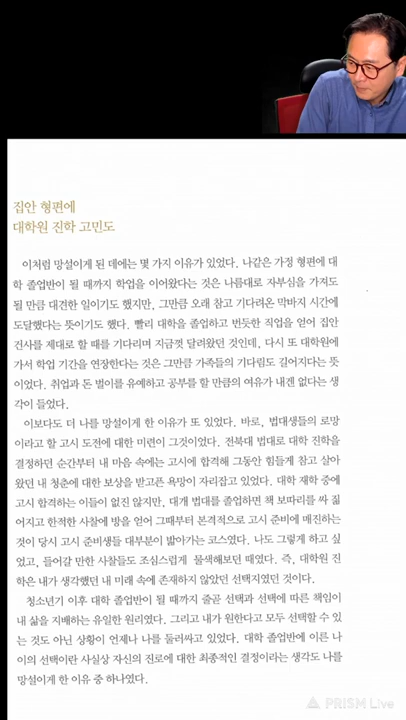 집안 형편에
대학원 진학 고민도
이처럼 망설이게 된 데에는 몇 가지 이유가 있었다. 나같은 가정 형편에 대
학 졸업반이 될 때까지 학업을 이어왔다는 것은 나름대로 자부심을 가져도
될 만큼 대견한 일이기도 했지만, 그만큼 오래 참고 기다려온 막바지 시간에
도달했다는 뜻이기도 했다. 빨리 대학을 졸업하고 번듯한 직업을 얻어 집안
건사를 제대로 할 때를 기다리며 지금껏 달려왔던 것인데, 다시 또 대학원에
가서 학업 기간을 연장한다는 것은 그만큼 가족들의 기다림도 길어지다는 뜻
이었다. 취업과 돈 벌이를 유예하고 공부를 할 만큼의 여유가 내겐 없다는 생
각이 들었다.
이보다도 더 나를 망설이게 한 이유가 또 있었다. 바로, 법대생들의 로망
이라고 할 고시 도전에 대한 미련이 그것이었다. 전북대 법대로 대학 진학을
결정하던 순간부터 내 마음 속에는 고시에 합격해 그동안 힘들게 참고 살아
왔던 내 청춘에 대한 보상을 받고픈 욕망이 자리잡고 있었다. 대학 재학 중에
고시 합격하는 이들이 없진 않지만, 대개 법대를 졸업하면 책 보따리를 싸 짊
어지고 한적한 사찰에 방을 얻어 그때부터 본격적으로 고시 준비에 매진하는
것이 당시 고시 준비생들 대부분이 밟아가는 코스였다. 나도 그렇게 하고 싶
었고, 들어갈 만한 사찰들도 조심스럽게 물색해보던 때였다. 즉, 대학원 진
학은 내가 생각했던 내 미래 속에 존재하지 않았던 선택지였던 것이다.
청소년기 이후 대학 졸업반이 될 때까지 줄곧 선택과 선택에 따른 책임이
내 삶을 지배하는 유일한 원리였다. 그리고 내가 원한다고 모두 선택할 수 있
는 것도 아닌 상황이 언제나 나를 둘러싸고 있었다. 대학 졸업반에 이른 나
이의 선택이란 사실상 자신의 진로에 대한 최종적인 결정이라는 생각도 나를
망설이게 한 이유 중 하나였다.
PRISM Live